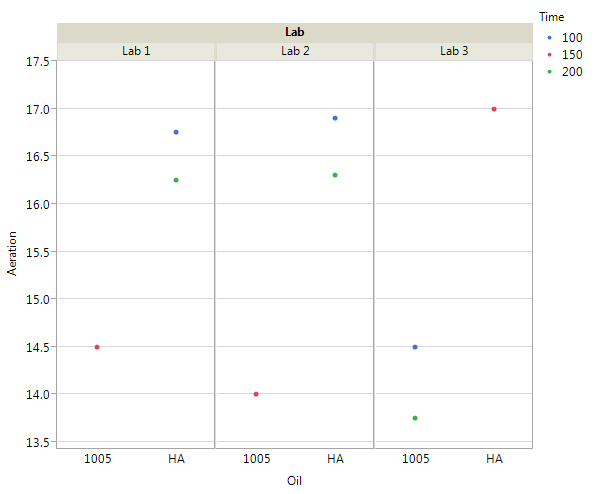 Lab
Lab 1 Lab 2 Lab 3
Time
100
150
200
17.5
17.0
16.5
16.0
15.5
15.0
14.5
14.0
13.5
Aeration
1005 HA 1005 HA 1005 HA
Oil